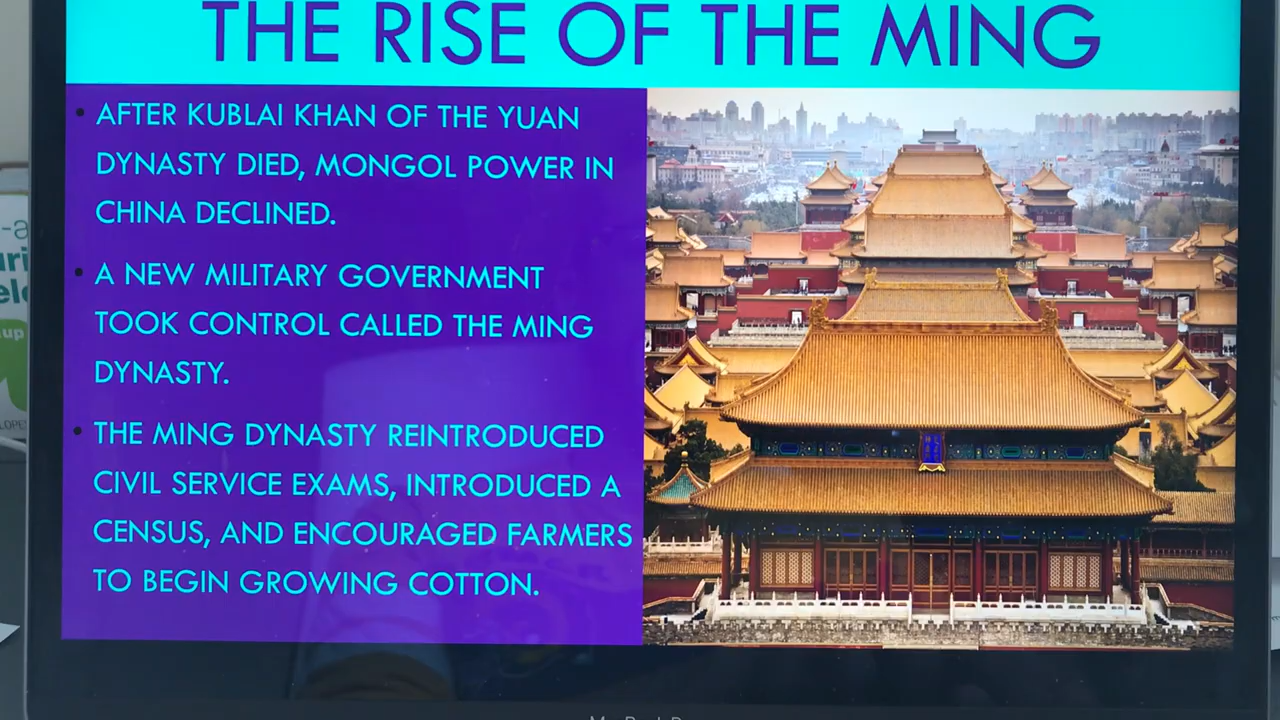 THE RISE OF THE MING
• AFTER KUBLAI KHAN OF THE YUAN
DYNASTY DIED, MONGOL POWER IN
CHINA DECLINED.
• A NEW MILITARY GOVERNMENT
TOOK CONTROL CALLED THE MING
DYNASTY.
• THE MING DYNASTY REINTRODUCED
CIVIL SERVICE EXAMS, INTRODUCED A
CENSUS, AND ENCOURAGED FARMERS
TO BEGIN GROWING COTTON.